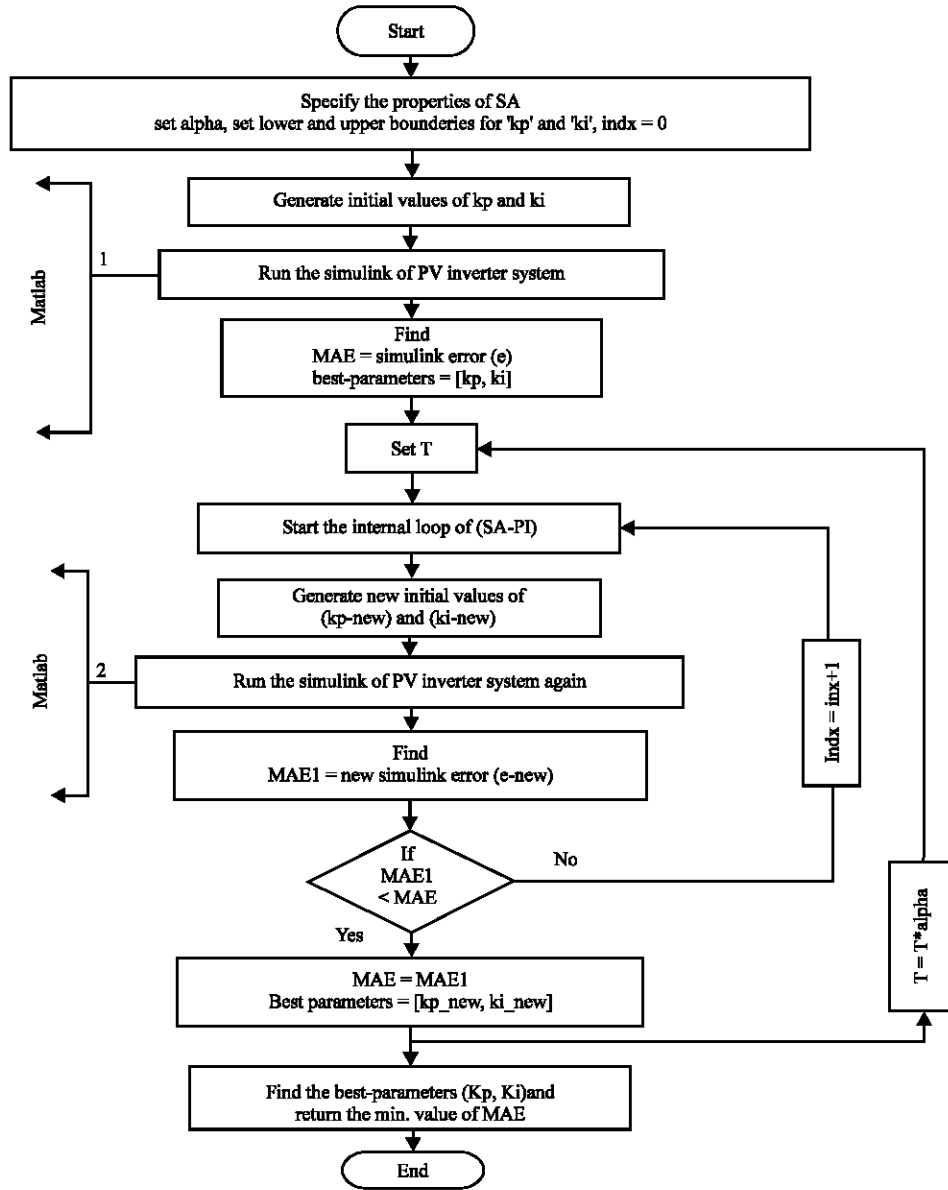 Start
Specify the properties of SA
set alpha, set lower and upper bounderies for 'kp' and 'ki', indx = 0
Generate initial values of kp and ki
1
Matlab
Run the simulink of PV inverter system
Find
MAE = simulink error (e)
best-parameters = [kp, ki]
Set T
Start the internal loop of (SA-PI)
Generate new initial values of
(kp-new) and (ki-new)
2
Matlab
Run the simulink of PV inverter system again
Indx = inx+1
Find
MAE1 = new simulink error (e-new)
If
MAE1
< MAE
No
Yes
T = T*alpha
MAE = MAE1
Best parameters = [kp_new, ki_new]
Find the best-parameters (Kp, Ki)and
return the min. value of MAE
End